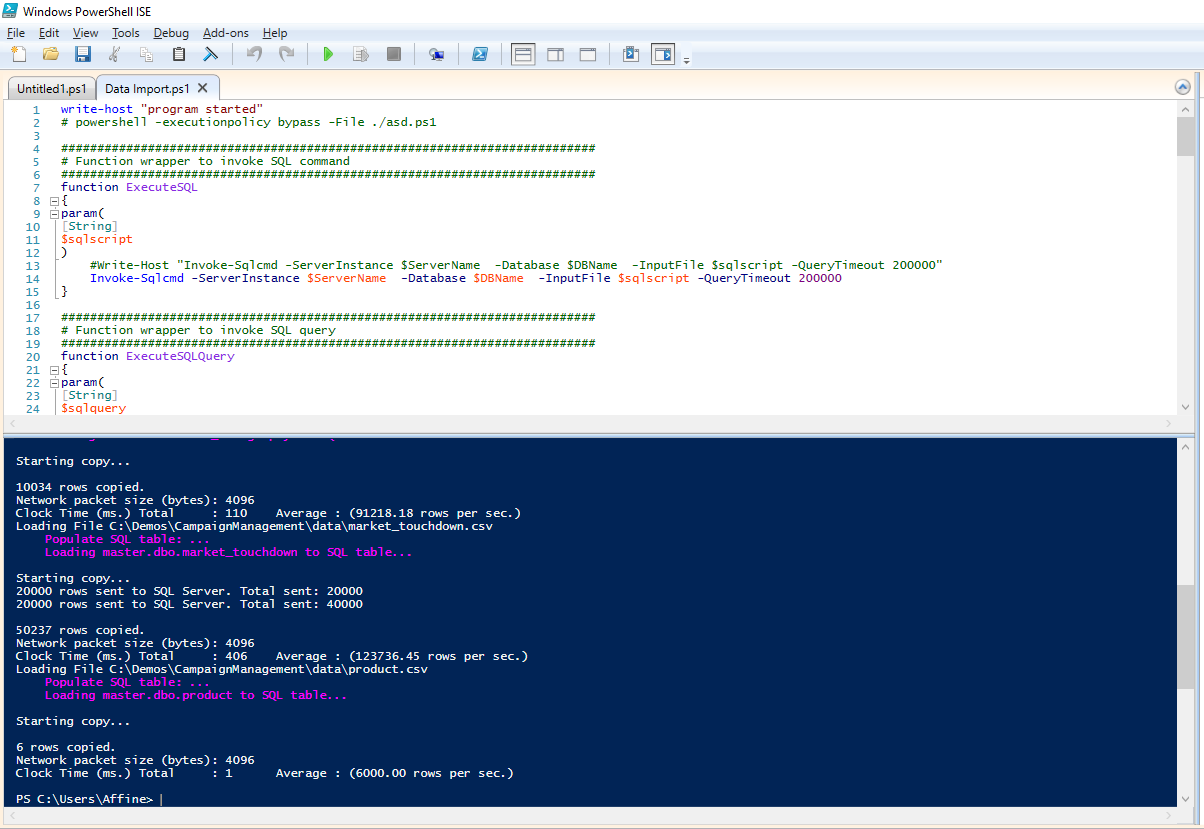 Windows PowerShell ISE
File Edit View Tools Debug Add-ons Help
Untitled1.ps1 Data Import.ps1
1 write-host "program started"
2 # powershell -executionpolicy bypass -File ./asd.ps1
3
4 ##########################################################################
5 # Function wrapper to invoke SQL command
6 ##########################################################################
7 function ExecuteSQL
8 {
9 param(
10 [String]
11 $sqlscript
12 )
13 #Write-Host "Invoke-Sqlcmd -ServerInstance $ServerName  -Database $DBName  -InputFile $sqlscript -QueryTimeout 200000"
14 Invoke-Sqlcmd -ServerInstance $ServerName  -Database $DBName  -InputFile $sqlscript -QueryTimeout 200000
15 }
16
17 ##########################################################################
18 # Function wrapper to invoke SQL query
19 ##########################################################################
20 function ExecuteSQLQuery
21 {
22 param(
23 [String]
24 $sqlquery
Starting copy...
10034 rows copied.
Network packet size (bytes): 4096
Clock Time (ms.) Total     : 110    Average : (91218.18 rows per sec.)
Loading File C:\Demos\CampaignManagement\data\market_touchdown.csv
Populate SQL table: ...
Loading master.dbo.market_touchdown to SQL table...
Starting copy...
20000 rows sent to SQL Server. Total sent: 20000
20000 rows sent to SQL Server. Total sent: 40000
50237 rows copied.
Network packet size (bytes): 4096
Clock Time (ms.) Total     : 406    Average : (123736.45 rows per sec.)
Loading File C:\Demos\CampaignManagement\data\product.csv
Populate SQL table: ...
Loading master.dbo.product to SQL table...
Starting copy...
6 rows copied.
Network packet size (bytes): 4096
Clock Time (ms.) Total     : 1      Average : (6000.00 rows per sec.)
PS C:\Users\Affine>